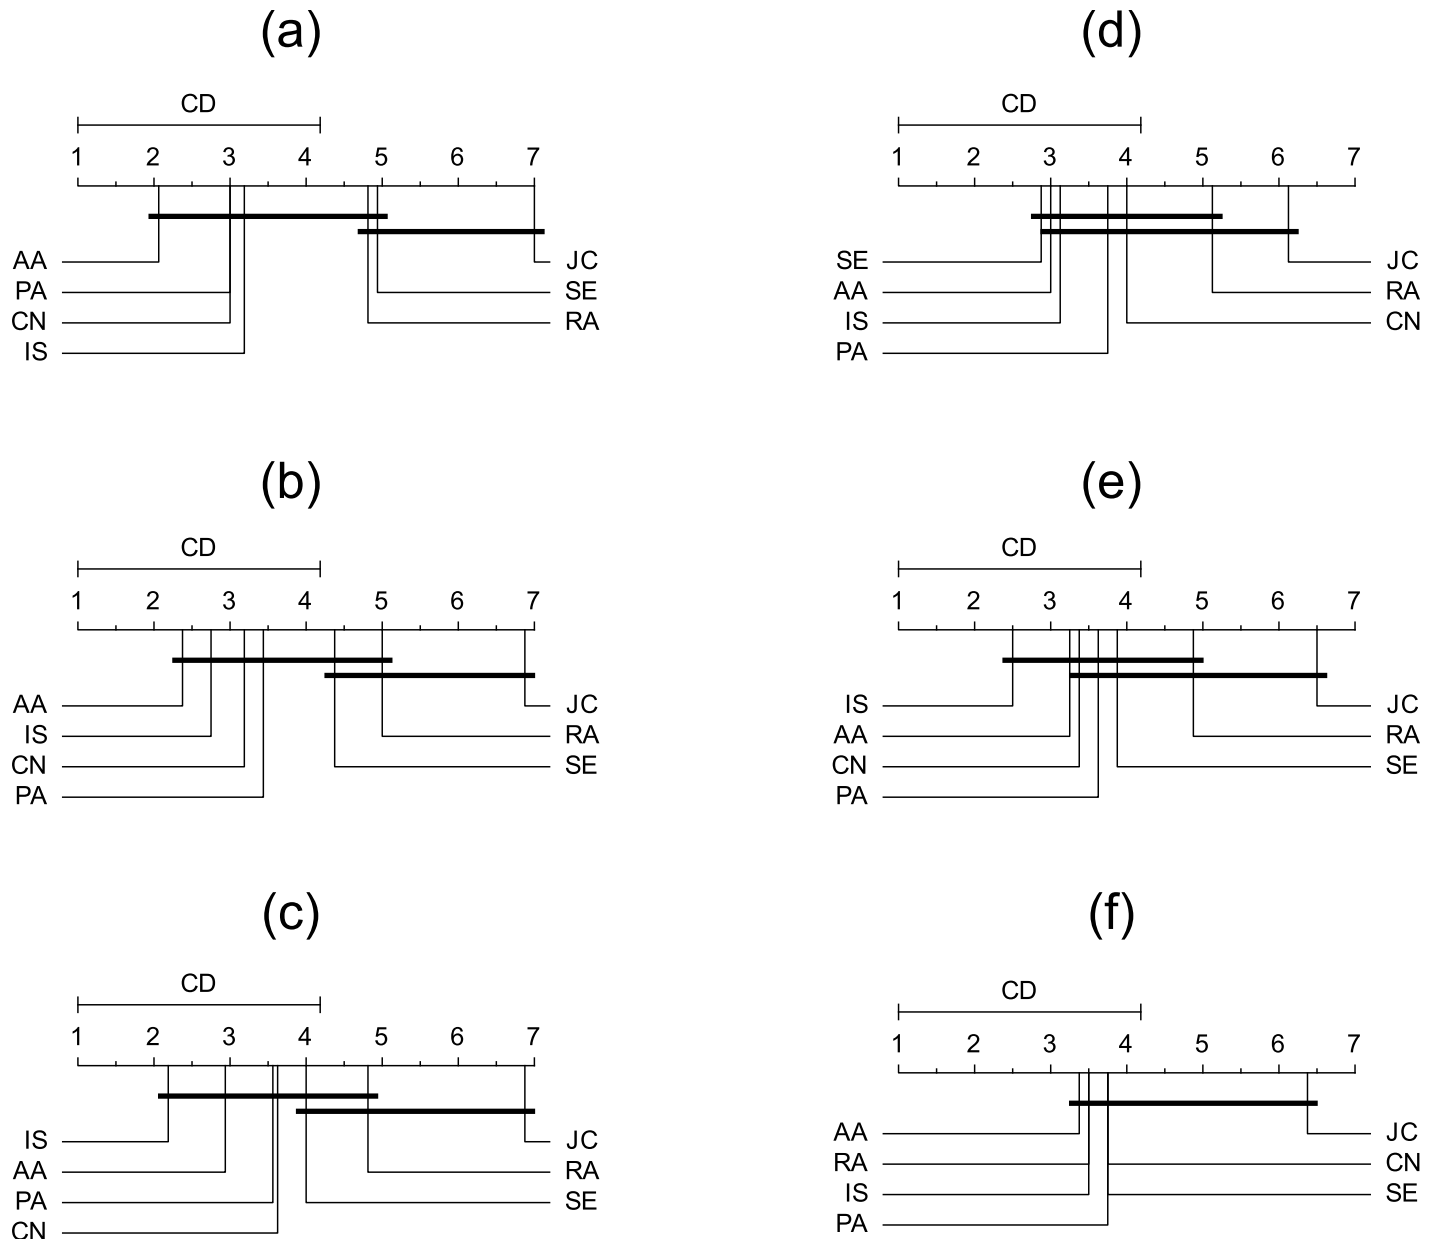 (a)
CD
1 2 3 4 5 6 7
AA JC
PA SE
CN RA
IS
(d)
CD
1 2 3 4 5 6 7
SE JC
AA RA
IS CN
PA
(b)
CD
1 2 3 4 5 6 7
AA JC
IS RA
CN SE
PA
(e)
CD
1 2 3 4 5 6 7
IS JC
AA RA
CN SE
PA
(c)
CD
1 2 3 4 5 6 7
IS JC
AA RA
PA SE
CN
(f)
CD
1 2 3 4 5 6 7
AA JC
RA CN
IS SE
PA